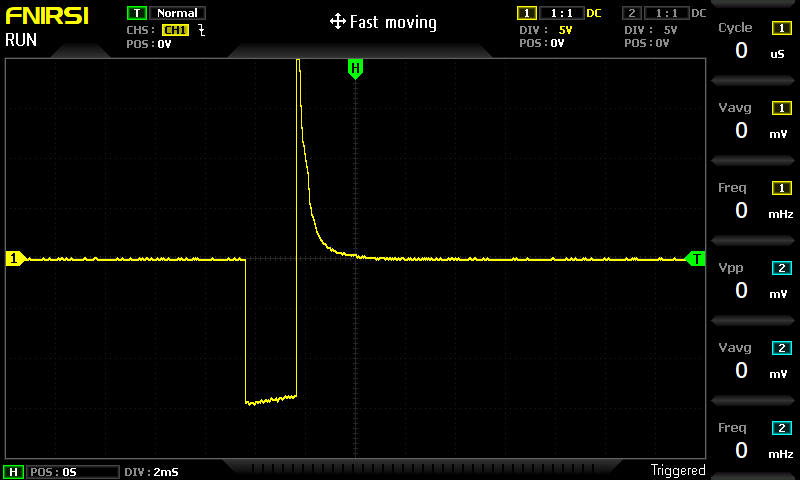 FNIRSI
RUN
T Normal
CHS: CH1
POS: 0V
Fast moving
1 1:1 DC
DIV: 5V
POS: 0V
2 1:1 DC
DIV: 5V
POS: 0V
H
1
T
Cycle 1
0 uS
Vavg 1
0 mV
Freq 1
0 mHz
Vpp 2
0 mV
Vavg 2
0 mV
Freq 2
0 mHz
H POS: 0S DIV: 2mS
Triggered